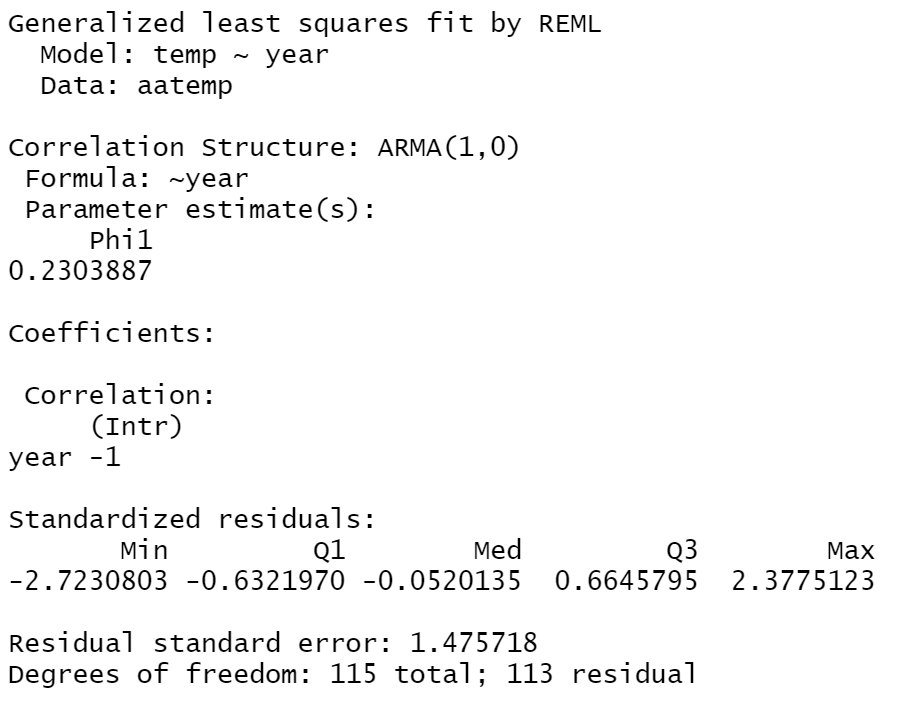 Generalized least squares fit by REML
Model: temp ~ year
Data: aatemp
Correlation Structure: ARMA(1,0)
Formula: ~year
Parameter estimate(s):
Phi1
0.2303887
Coefficients:
Correlation:
(Intr)
year -1
Standardized residuals:
Min Q1 Med Q3 Max
-2.7230803 -0.6321970 -0.0520135 0.6645795 2.3775123
Residual standard error: 1.475718
Degrees of freedom: 115 total; 113 residual